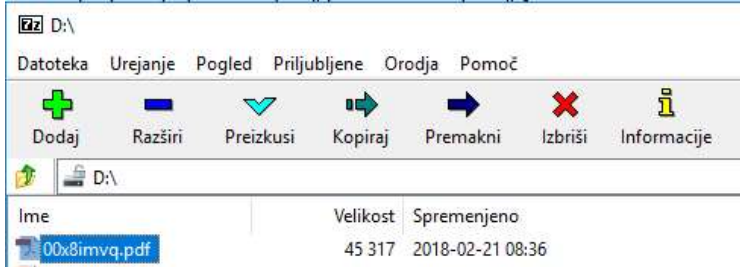 7z D:\
Datoteka Urejanje Pogled Priljubljene Orodja Pomoč
Dodaj Razširi Preizkusi Kopiraj Premakni Izbriši Informacije
D:\
Ime Velikost Spremenjeno
00x8imvq.pdf 45 317 2018-02-21 08:36